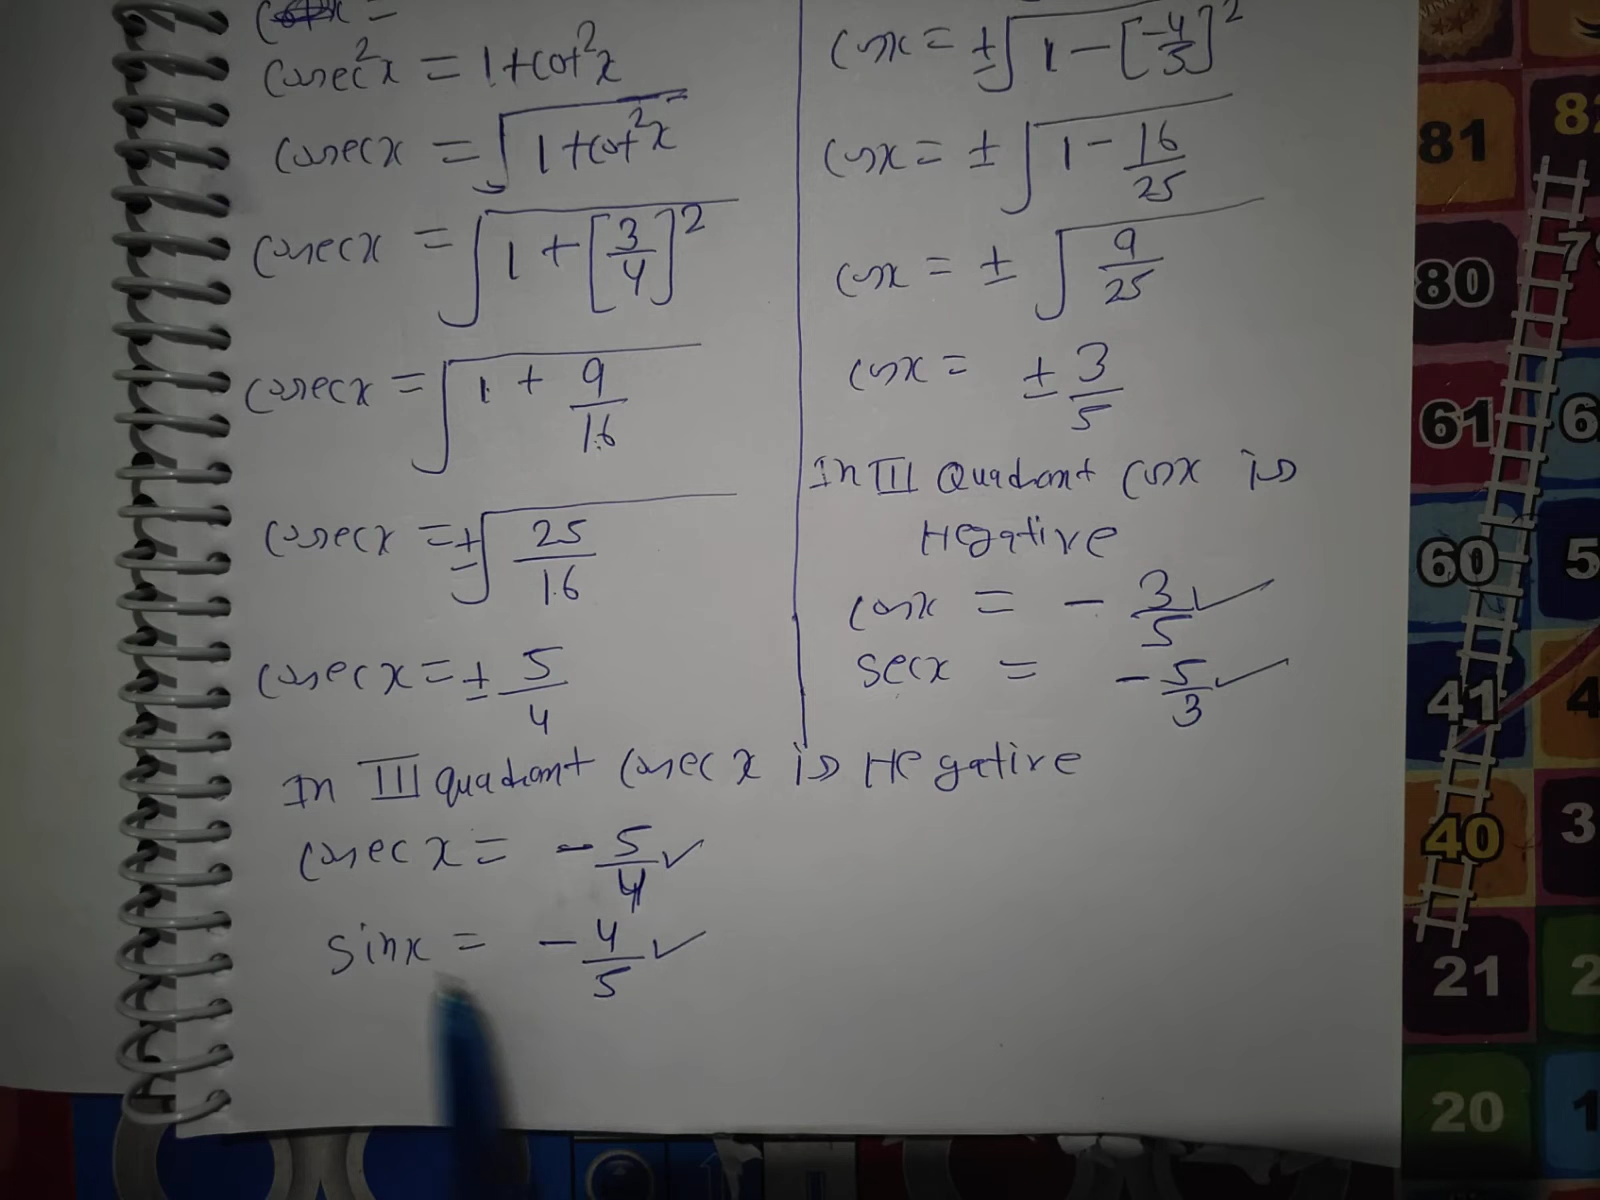 cosec²x = 1+cot²x
cosecx = √1+cot²x
cosecx = √1+[3/4]²
cosecx = √1+9/16
cosecx = ±√25/16
cosecx = ± 5/4
In III quadrant cosec x is Negative
cosec x = - 5/4 ✓
sinx = - 4/5 ✓
cosx = ±√1-[-4/5]²
cosx = ±√1-16/25
cosx = ±√9/25
cosx = ± 3/5
In III Quadrant cosx is
Negative
cosx = - 3/5 ✓
secx = - 5/3 ✓
81
80
61
60
41
40
21
20